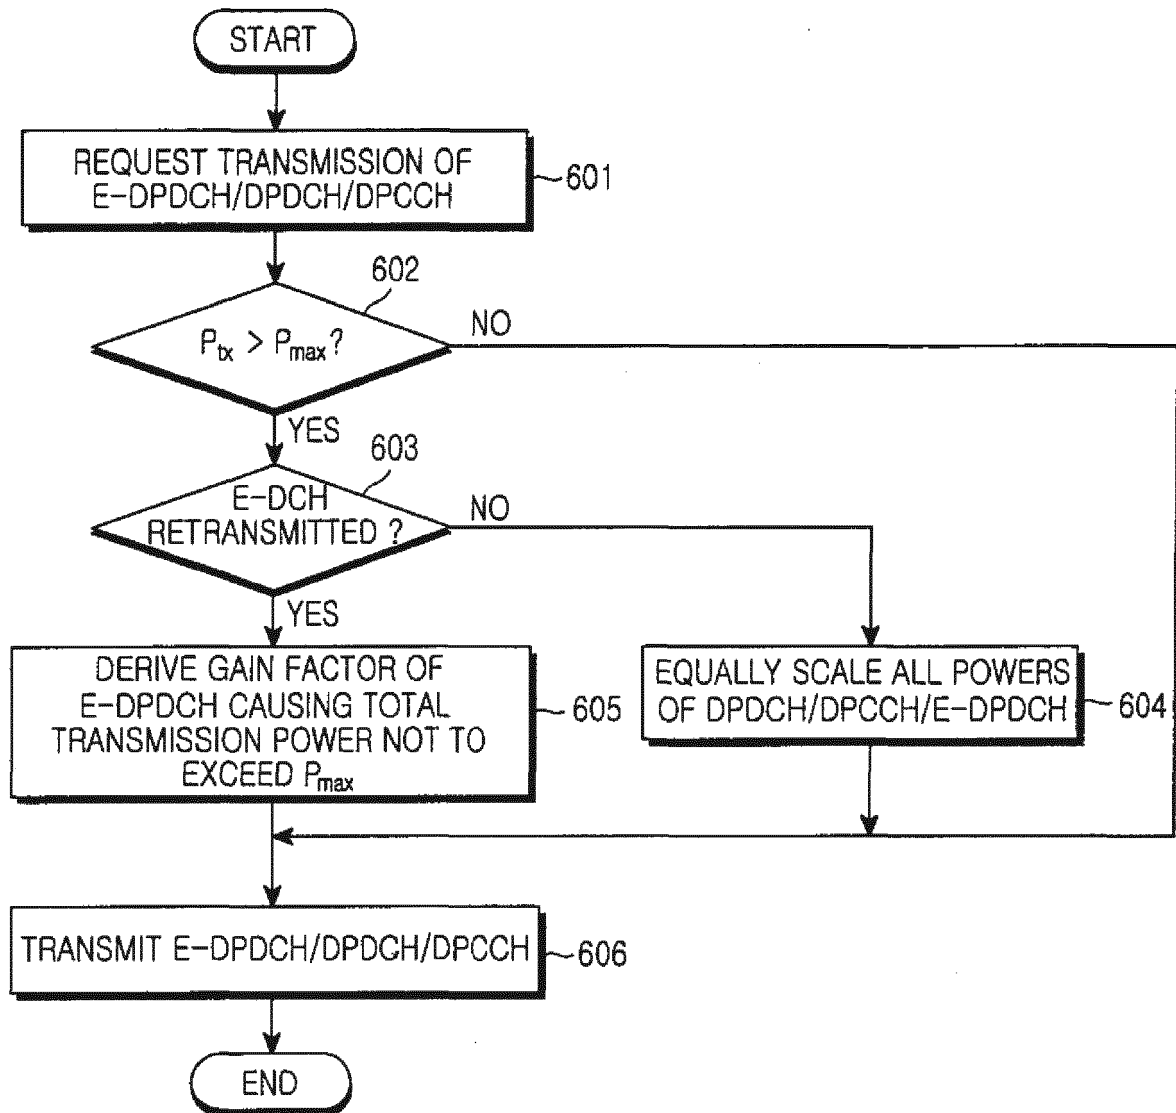 START
REQUEST TRANSMISSION OF
E-DPDCH/DPDCH/DPCCH
601
602
Ptx > Pmax?
NO
YES
603
E-DCH
RETRANSMITTED ?
NO
YES
DERIVE GAIN FACTOR OF
E-DPDCH CAUSING TOTAL
TRANSMISSION POWER NOT TO
EXCEED Pmax
605
EQUALLY SCALE ALL POWERS
OF DPDCH/DPCCH/E-DPDCH
604
TRANSMIT E-DPDCH/DPDCH/DPCCH
606
END